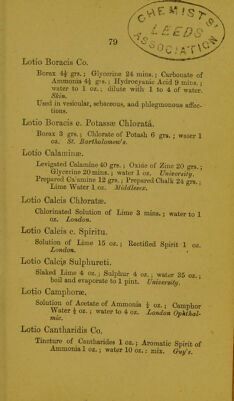 CHEMISTS'
LEEDS
ASSOCIATION
79
Lotio Boracis Co.
Borax 4½ grs. ; Glycerine 24 mins. ; Carbonate of
Ammonia 4½ grs. ; Hydrocyanic Acid 9 mins. ;
water to 1 oz. ; dilute with 1 to 4 of water.
Skin.
Used in vesicular, sebaceous, and phlegmonous affec-
tions.
Lotio Boracis c. Potassæ Chloratâ.
Borax 3 grs. ; Chlorate of Potash 6 grs. ; water 1
oz. St. Bartholomew's.
Lotio Calaminæ.
Levigated Calamine 40 grs. ; Oxide of Zinc 20 grs. ;
Glycerine 20 mins. ; water 1 oz. University.
Prepared Calamine 12 grs. ; Prepared Chalk 24 grs. ;
Lime Water 1 oz. Middlesex.
Lotio Calcis Chloratæ.
Chlorinated Solution of Lime 3 mins. ; water to 1
oz. London.
Lotio Calcis c. Spiritu.
Solution of Lime 15 oz. ; Rectified Spirit 1 oz.
London.
Lotio Calcis Sulphureti.
Slaked Lime 4 oz. ; Sulphur 4 oz. ; water 35 oz. ;
boil and evaporate to 1 pint. University.
Lotio Camphoræ.
Solution of Acetate of Ammonia ½ oz. ; Camphor
Water ½ oz. ; water to 4 oz. London Ophthal-
mic.
Lotio Cantharidis Co.
Tincture of Cantharides 1 oz. ; Aromatic Spirit of
Ammonia 1 oz. ; water 10 oz. : mix. Guy's.